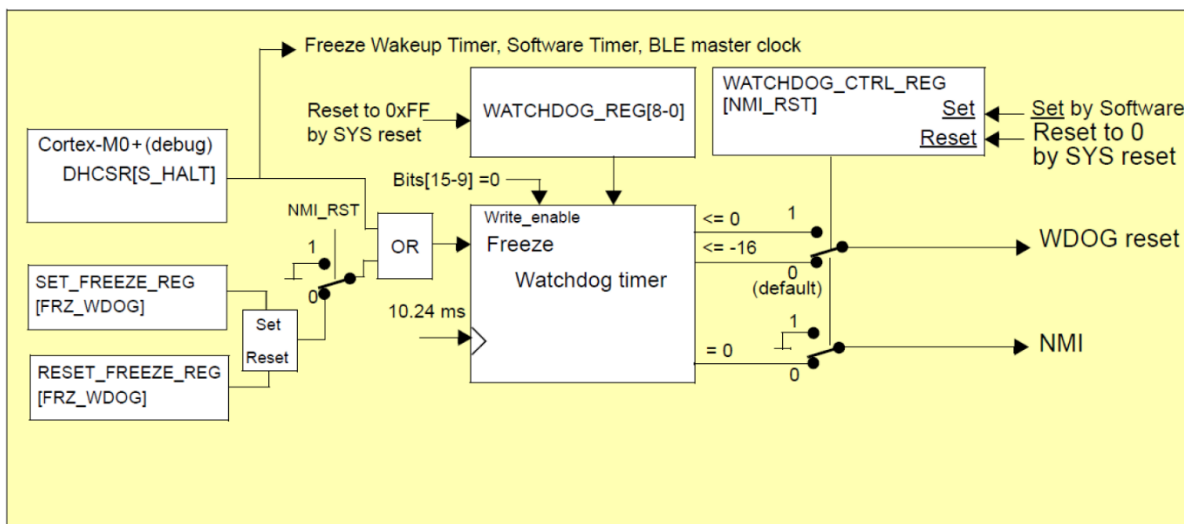 Freeze Wakeup Timer, Software Timer, BLE master clock
Reset to 0xFF
by SYS reset
WATCHDOG_REG[8-0]
WATCHDOG_CTRL_REG
[NMI_RST]
Set
Reset
Set by Software
Reset to 0
by SYS reset
Cortex-M0+(debug)
DHCSR[S_HALT]
Bits[15-9] =0
NMI_RST
1
0
OR
Write_enable
Freeze
Watchdog timer
<= 0
<= -16
1
0
(default)
WDOG reset
SET_FREEZE_REG
[FRZ_WDOG]
Set
Reset
10.24 ms
= 0
1
0
NMI
RESET_FREEZE_REG
[FRZ_WDOG]